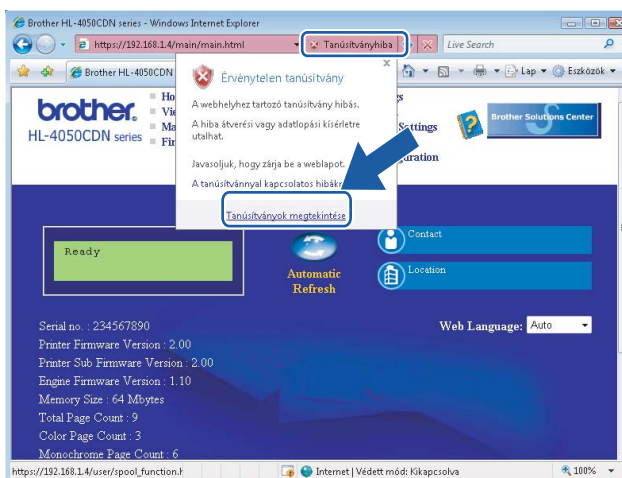 Brother HL-4050CDN series - Windows Internet Explorer
https://192.168.1.4/main/main.html
Tanúsítványhiba
Live Search
Brother HL-4050CDN
Lap
Eszközök
Érvénytelen tanúsítvány
A webhelyhez tartozó tanúsítvány hibás.
A hiba átverési vagy adatlopási kísérletre
utalhat.
Javasoljuk, hogy zárja be a weblapot.
A tanúsítvánnyal kapcsolatos hibák
Tanúsítványok megtekintése
brother.
HL-4050CDN series
Ho
Vie
Ma
Fin
Settings
Brother Solutions Center
Ready
Automatic
Refresh
Contact
Location
Serial no. : 234567890
Web Language: Auto
Printer Firmware Version : 2.00
Printer Sub Firmware Version : 2.00
Engine Firmware Version : 1.10
Memory Size : 64 Mbytes
Total Page Count : 9
Color Page Count : 3
Monochrome Page Count : 6
https://192.168.1.4/user/spool_function.h
Internet | Védett mód: Kikapcsolva
100%